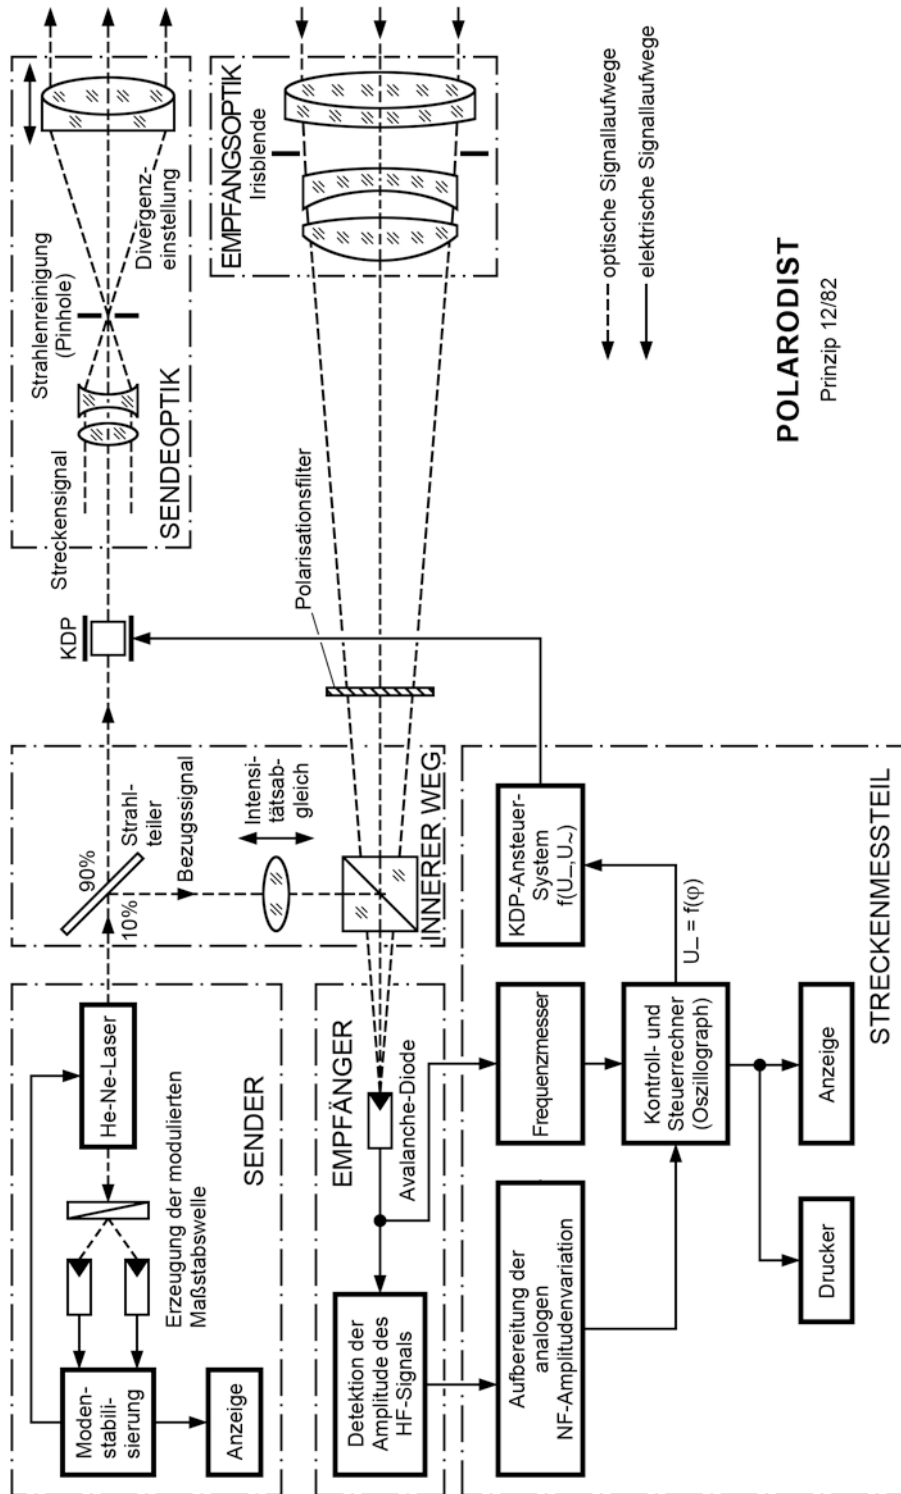 SENDER
Moden-
stabili-
sierung
Anzeige
He-Ne-Laser
Erzeugung der modulierten
Maßstabswelle
INNERER WEG
90%
10%
Strahl-
teiler
Bezugssignal
Intensi-
tätsab-
gleich
KDP
SENDEOPTIK
Streckensignal
Strahlenreinigung
(Pinhole)
Divergenz-
einstellung
EMPFANGSOPTIK
Irisblende
Polarisationsfilter
EMPFÄNGER
Avalanche-Diode
Detektion der
Amplitude des
HF-Signals
STRECKENMESSTEIL
Aufbereitung der
analogen
NF-Amplitudenvariation
Frequenzmesser
KDP-Ansteuer-
System
f(U_,U~)
Kontroll- und
Steuerrechner
(Oszillograph)
U_ = f(φ)
Drucker
Anzeige
optische Signallaufwege
elektrische Signallaufwege
POLARODIST
Prinzip 12/82